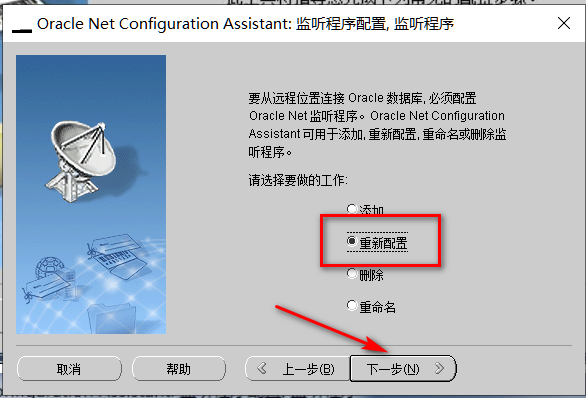 Oracle Net Configuration Assistant: 监听程序配置, 监听程序
要从远程位置连接 Oracle 数据库, 必须配置
Oracle Net 监听程序。Oracle Net Configuration
Assistant 可用于添加, 重新配置, 重命名或删除监
听程序。
请选择要做的工作:
添加
重新配置
删除
重命名
取消
帮助
上一步(B)
下一步(N)